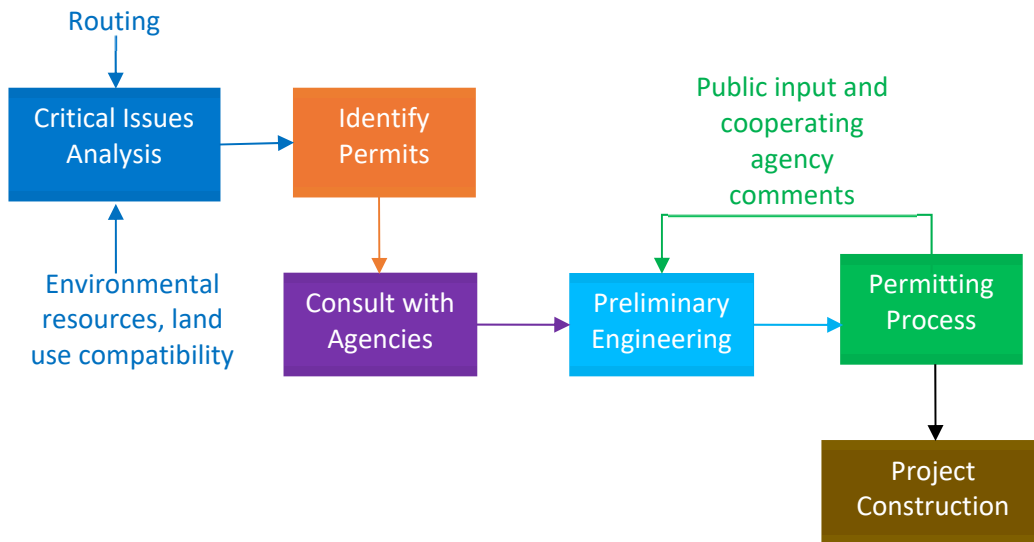 Routing
Critical Issues
Analysis
Identify
Permits
Public input and
cooperating
agency
comments
Environmental
resources, land
use compatibility
Consult with
Agencies
Preliminary
Engineering
Permitting
Process
Project
Construction